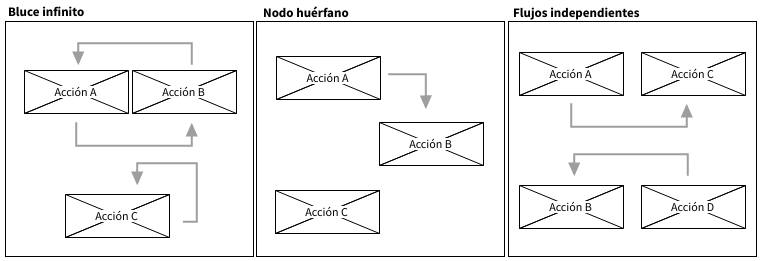 Bluce infinito
Acción A
Acción B
Acción C
Nodo huérfano
Acción A
Acción B
Acción C
Flujos independientes
Acción A
Acción C
Acción B
Acción D